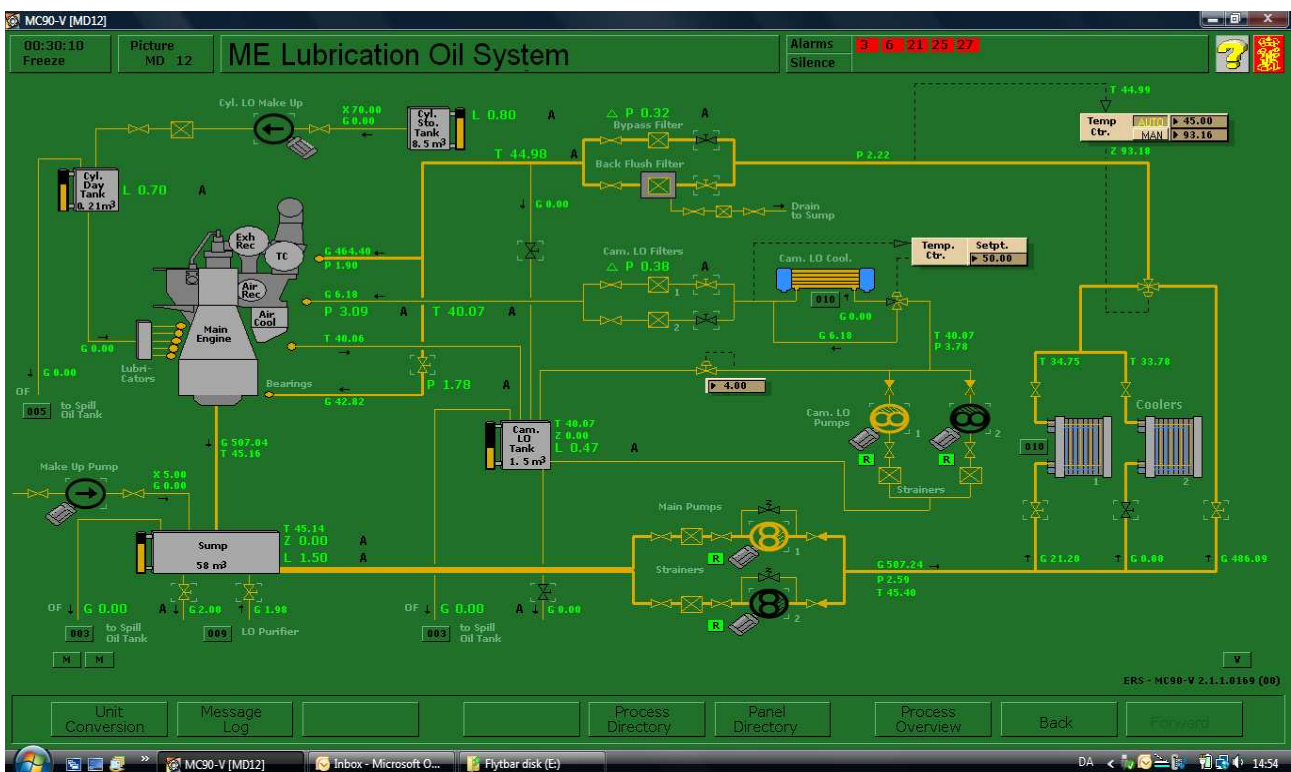 MC90-V [MD12]
00:30:10
Freeze
Picture
MD 12
ME Lubrication Oil System
Alarms
Silence
3 6 21 25 27
Cyl. LO Make Up
X 70.00
G 0.00
Cyl.
Sto.
Tank
8.5 m3
L 0.80 A
△ P 0.32 A
Bypass Filter
T 44.98 A
Back Flush Filter
P 2.22
T 44.99
Temp
Ctr.
AUTO
45.00
MAN
93.16
Z 93.18
Cyl.
Day
Tank
0.21m3
L 0.70 A
G 0.00
Drain
to Sump
Exh
Rec
TC
Air
Rec
Air
Cool
Main
Engine
G 464.40
P 1.90
G 6.18
P 3.09 A T 40.07 A
T 40.06
Cam. LO Filters
△ P 0.38 A
1
2
Cam. LO Cool.
010
G 0.00
G 6.18
Temp.
Ctr.
Setpt.
50.00
T 40.07
P 3.78
G 0.00
Lubri-
Cators
G 0.00
OF
005
to Spill
Oil Tank
Bearings
G 42.82
P 1.78 A
4.00
T 34.75
T 33.78
Coolers
010
1
2
Cam. LO
Pumps
1
2
R
R
Strainers
G 507.04
T 45.16
Cam.
LO
Tank
1.5 m3
T 40.07
Z 0.00
L 0.47 A
Make Up Pump
X 5.00
G 0.00
Sump
58 m3
T 45.14
Z 0.00 A
L 1.50 A
Main Pumps
R
1
Strainers
R
2
G 507.24
P 2.59
T 45.40
G 21.20
G 0.00
G 486.09
OF G 0.00 A
G 2.00
G 1.98
003
to Spill
Oil Tank
009
LO Purifier
OF G 0.00 A
G 0.00
003
to Spill
Oil Tank
M M
V
ERS - MC90-V 2.1.1.0169 (00)
Unit
Conversion
Message
Log
Process
Directory
Panel
Directory
Process
Overview
Back
Forward
MC90-V [MD12]
Inbox - Microsoft O...
Flytbar disk (E:)
DA
14:54